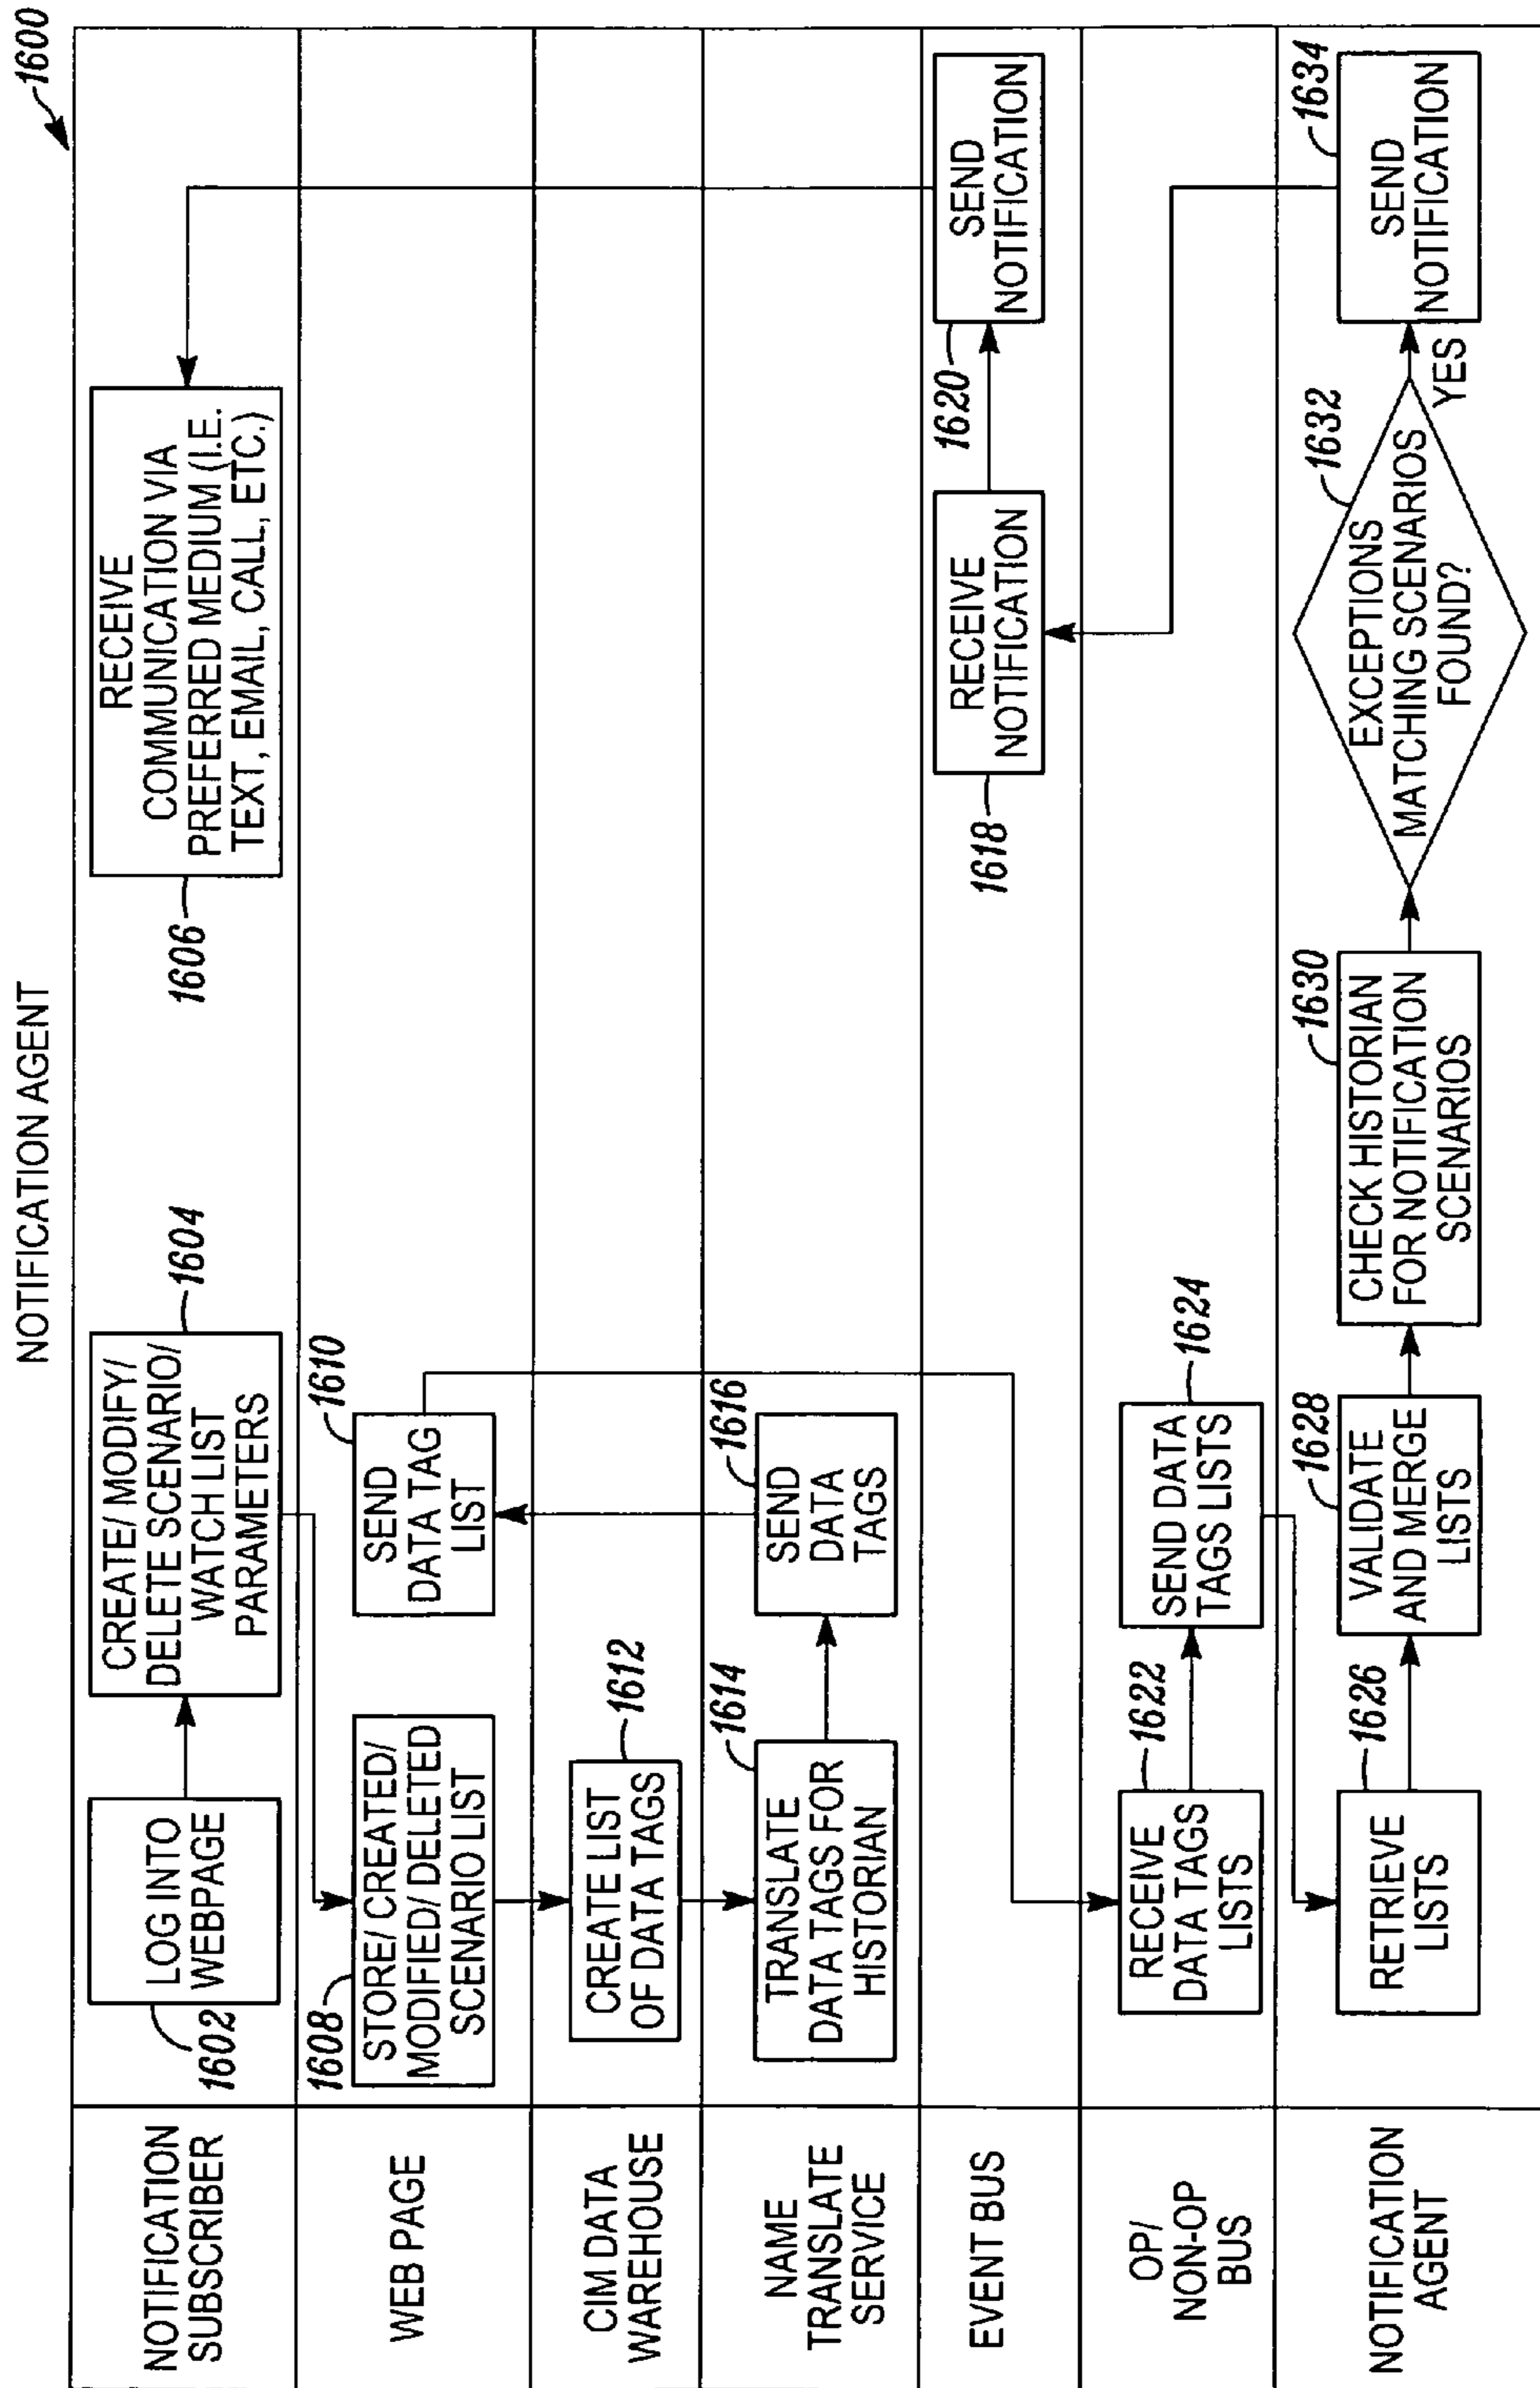 NOTIFICATION AGENT
1600
NOTIFICATION
SUBSCRIBER
LOG INTO
WEBPAGE
1602
CREATE/ MODIFY/
DELETE SCENARIO/
WATCH LIST
PARAMETERS
1604
RECEIVE
COMMUNICATION VIA
PREFERRED MEDIUM (I.E.
TEXT, EMAIL, CALL, ETC.)
1606
WEB PAGE
1608
STORE/ CREATED/
MODIFIED/ DELETED
SCENARIO LIST
SEND
DATA TAG
LIST
1610
CIM DATA
WAREHOUSE
CREATE LIST
OF DATA TAGS
1612
NAME
TRANSLATE
SERVICE
TRANSLATE
DATA TAGS FOR
HISTORIAN
1614
SEND
DATA
TAGS
1616
EVENT BUS
RECEIVE
NOTIFICATION
1618
SEND
NOTIFICATION
1620
OP/
NON-OP
BUS
RECEIVE
DATA TAGS
LISTS
1622
SEND DATA
TAGS LISTS
1624
NOTIFICATION
AGENT
RETRIEVE
LISTS
1626
VALIDATE
AND MERGE
LISTS
1628
CHECK HISTORIAN
FOR NOTIFICATION
SCENARIOS
1630
EXCEPTIONS
MATCHING SCENARIOS
FOUND?
1632
YES
SEND
NOTIFICATION
1634